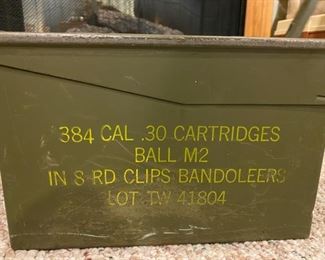 384 CAL .30 CARTRIDGES
BALL M2
IN 8 RD CLIPS BANDOLEERS
LOT TW 41804